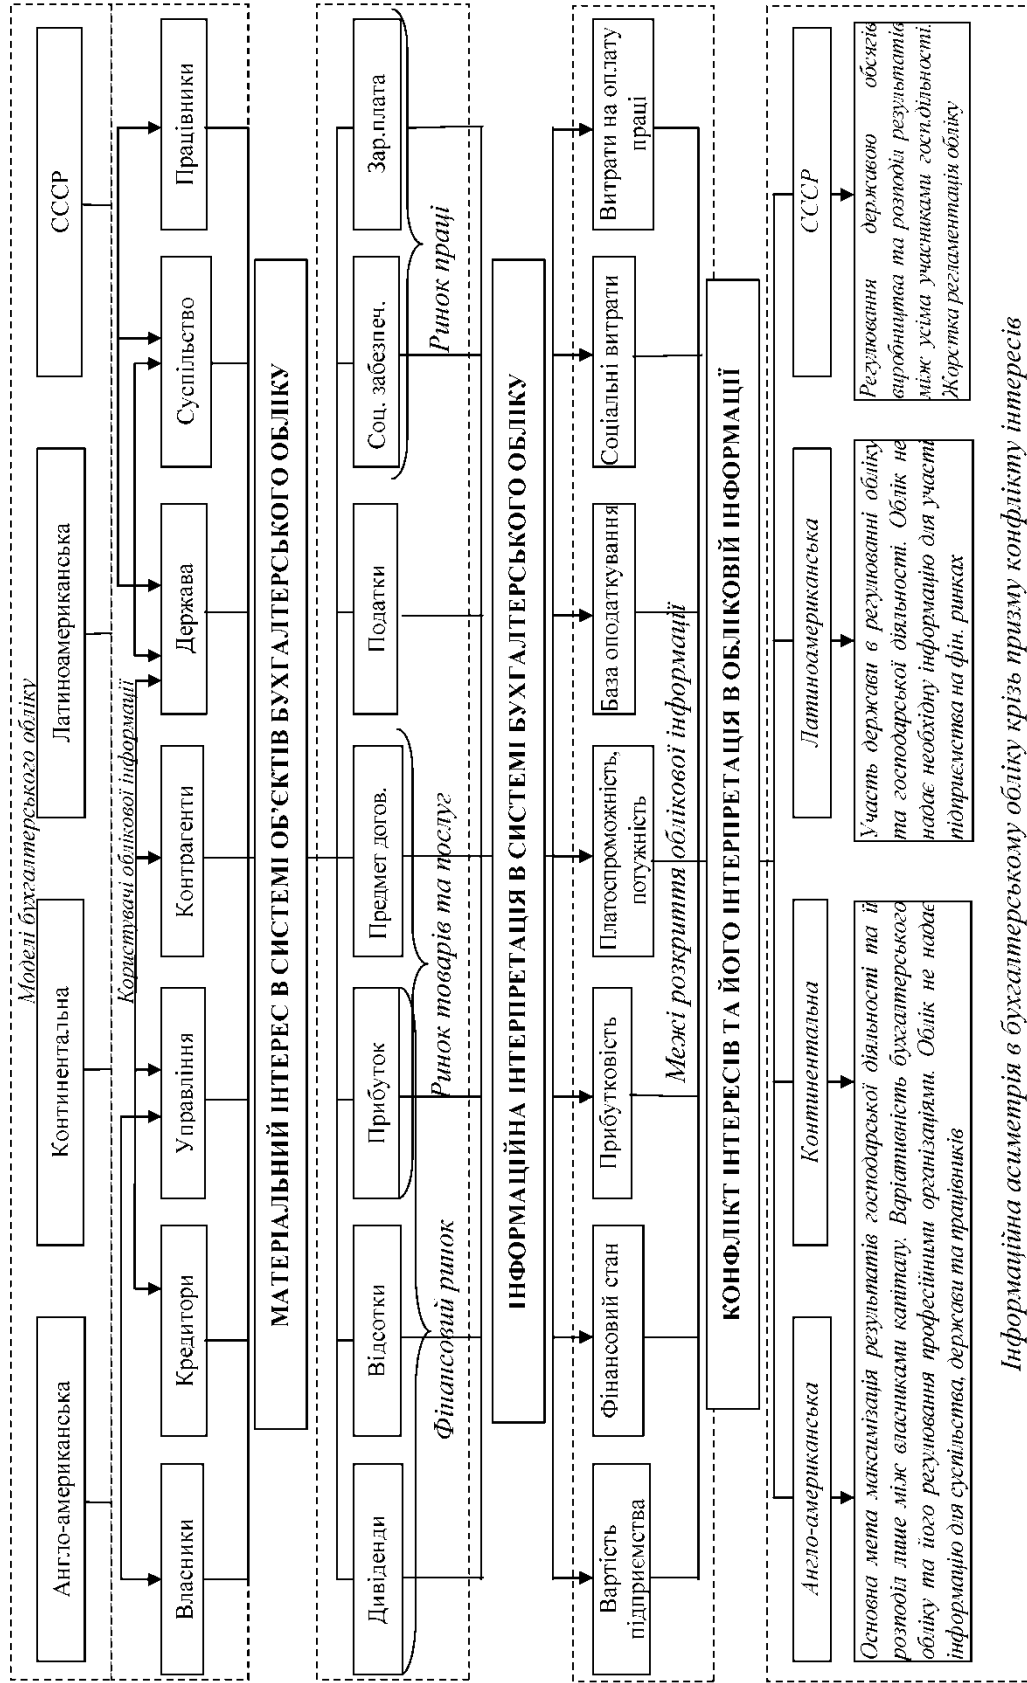 Моделі бухгалтерського обліку
Англо-американська
Континентальна
Латиноамериканська
СССР
Користувачі облікової інформації
Власники
Кредитори
Управління
Контрагенти
Держава
Суспільство
Працівники
МАТЕРІАЛЬНИЙ ІНТЕРЕС В СИСТЕМІ ОБ’ЄКТІВ БУХГАЛТЕРСЬКОГО ОБЛІКУ
Дивіденди
Відсотки
Прибуток
Предмет догов.
Податки
Соц. забезпеч.
Зар.плата
Фінансовий ринок
Ринок товарів та послуг
Ринок праці
ІНФОРМАЦІЙНА ІНТЕРПРЕТАЦІЯ В СИСТЕМІ БУХГАЛТЕРСЬКОГО ОБЛІКУ
Вартість
підприємства
Фінансовий стан
Прибутковість
Платоспроможність,
потужність
База оподаткування
Соціальні витрати
Витрати на оплату
праці
Межі розкриття облікової інформації
КОНФЛІКТ ІНТЕРЕСІВ ТА ЙОГО ІНТЕРПРЕТАЦІЯ В ОБЛІКОВІЙ ІНФОРМАЦІЇ
Англо-американська
Континентальна
Латиноамериканська
СССР
Основна мета максимізація результатів господарської діяльності та її
розподіл лише між власниками капіталу. Варіативність бухгалтерського
обліку та його регулювання професійними організаціями. Облік не надає
інформацію для суспільства, держави та працівників
Участь держави в регулюванні обліку
та господарської діяльності. Облік не
надає необхідну інформацію для участі
підприємства на фін. ринках
Регулювання державою обсягів
виробництва та розподіл результатів
між усіма учасниками госп.дільності.
Жорстка регламентація обліку
Інформаційна асиметрія в бухгалтерському обліку крізь призму конфлікту інтересів